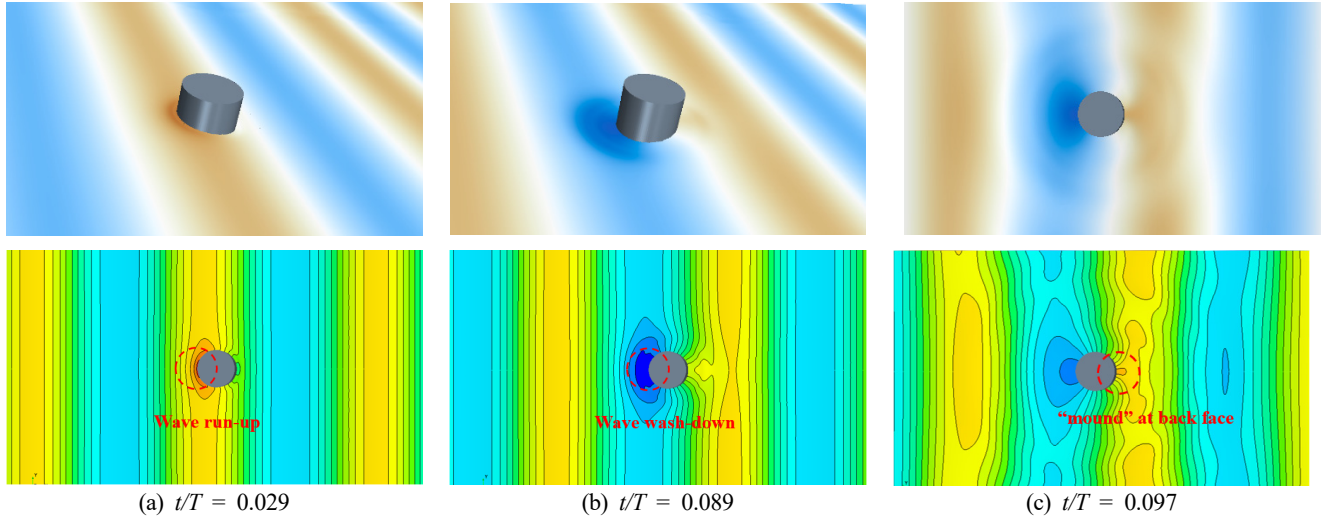 Wave run-up
Wave wash-down
“mound” at back face
(a) t/T = 0.029
(b) t/T = 0.089
(c) t/T = 0.097